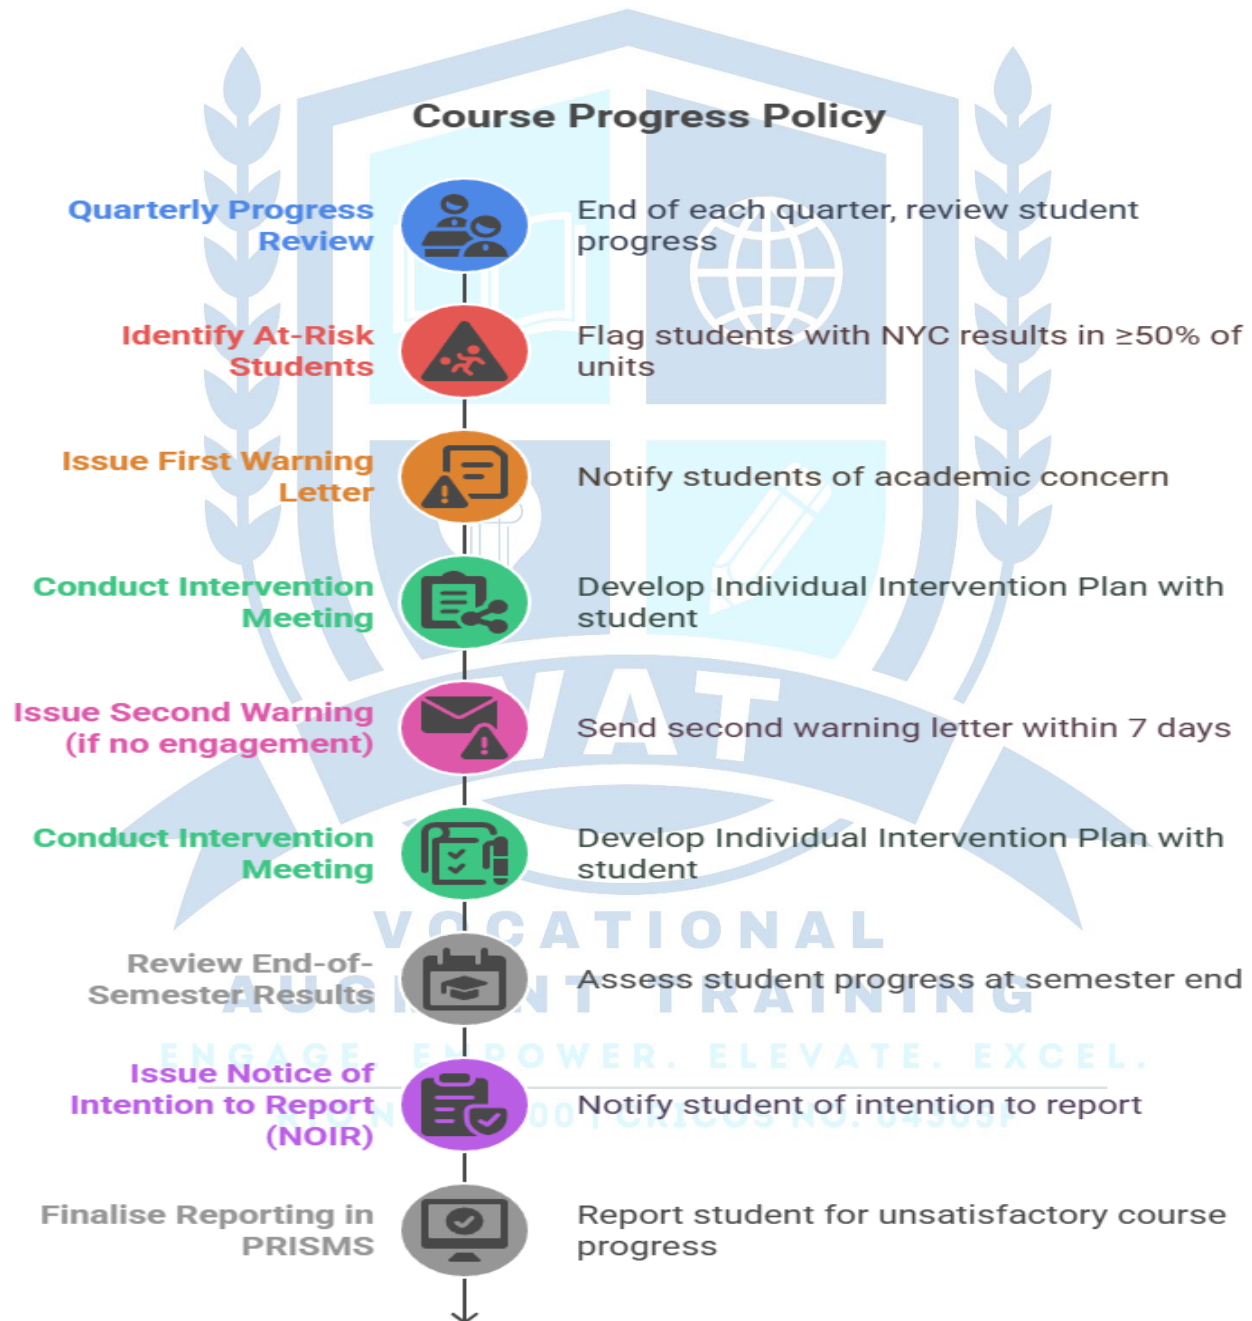 Course Progress Policy
Quarterly Progress
Review
End of each quarter, review student
progress
Identify At-Risk
Students
Flag students with NYC results in ≥50% of
units
Issue First Warning
Letter
Notify students of academic concern
Conduct Intervention
Meeting
Develop Individual Intervention Plan with
student
Issue Second Warning
(if no engagement)
Send second warning letter within 7 days
VAT
Conduct Intervention
Meeting
Develop Individual Intervention Plan with
student
VOCATIONAL
Review End-of-
Semester Results
Assess student progress at semester end
TRAINING
ENGAGE. EMPOWER. ELEVATE. EXCEL.
Issue Notice of
Intention to Report
(NOIR)
Notify student of intention to report
CRICOS NO.
Finalise Reporting in
PRISMS
Report student for unsatisfactory course
progress